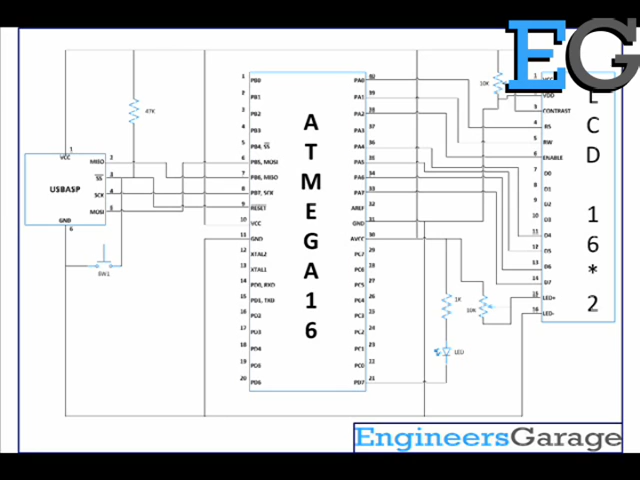 EG
1 PB0
2 PB1
3 PB2
4 PB3
5 PB4, SS
6 PB5, MOSI
7 PB6, MISO
8 PB7, SCK
9 RESET
10 VCC
11 GND
12 XTAL2
13 XTAL1
14 PD0, RXD
15 PD1, TXD
16 PD2
17 PD3
18 PD4
19 PD5
20 PD6
ATMEGA16
40 PA0
39 PA1
38 PA2
37 PA3
36 PA4
35 PA5
34 PA6
33 PA7
32 AREF
31 GND
30 AVCC
29 PC7
28 PC6
27 PC5
26 PC4
25 PC3
24 PC2
23 PC1
22 PC0
21 PD7
USBASP
1 VCC
2 MISO
3 SS
4 SCK
5 MOSI
6 GND
47K
SW1
10K
1K
10K
LED
LCD 16*2
1
VDD
3 CONTRAST
4 RS
5 RW
6 ENABLE
7 D0
8 D1
9 D2
10 D3
11 D4
12 D5
13 D6
14 D7
15 LED+
16 LED-
EngineersGarage